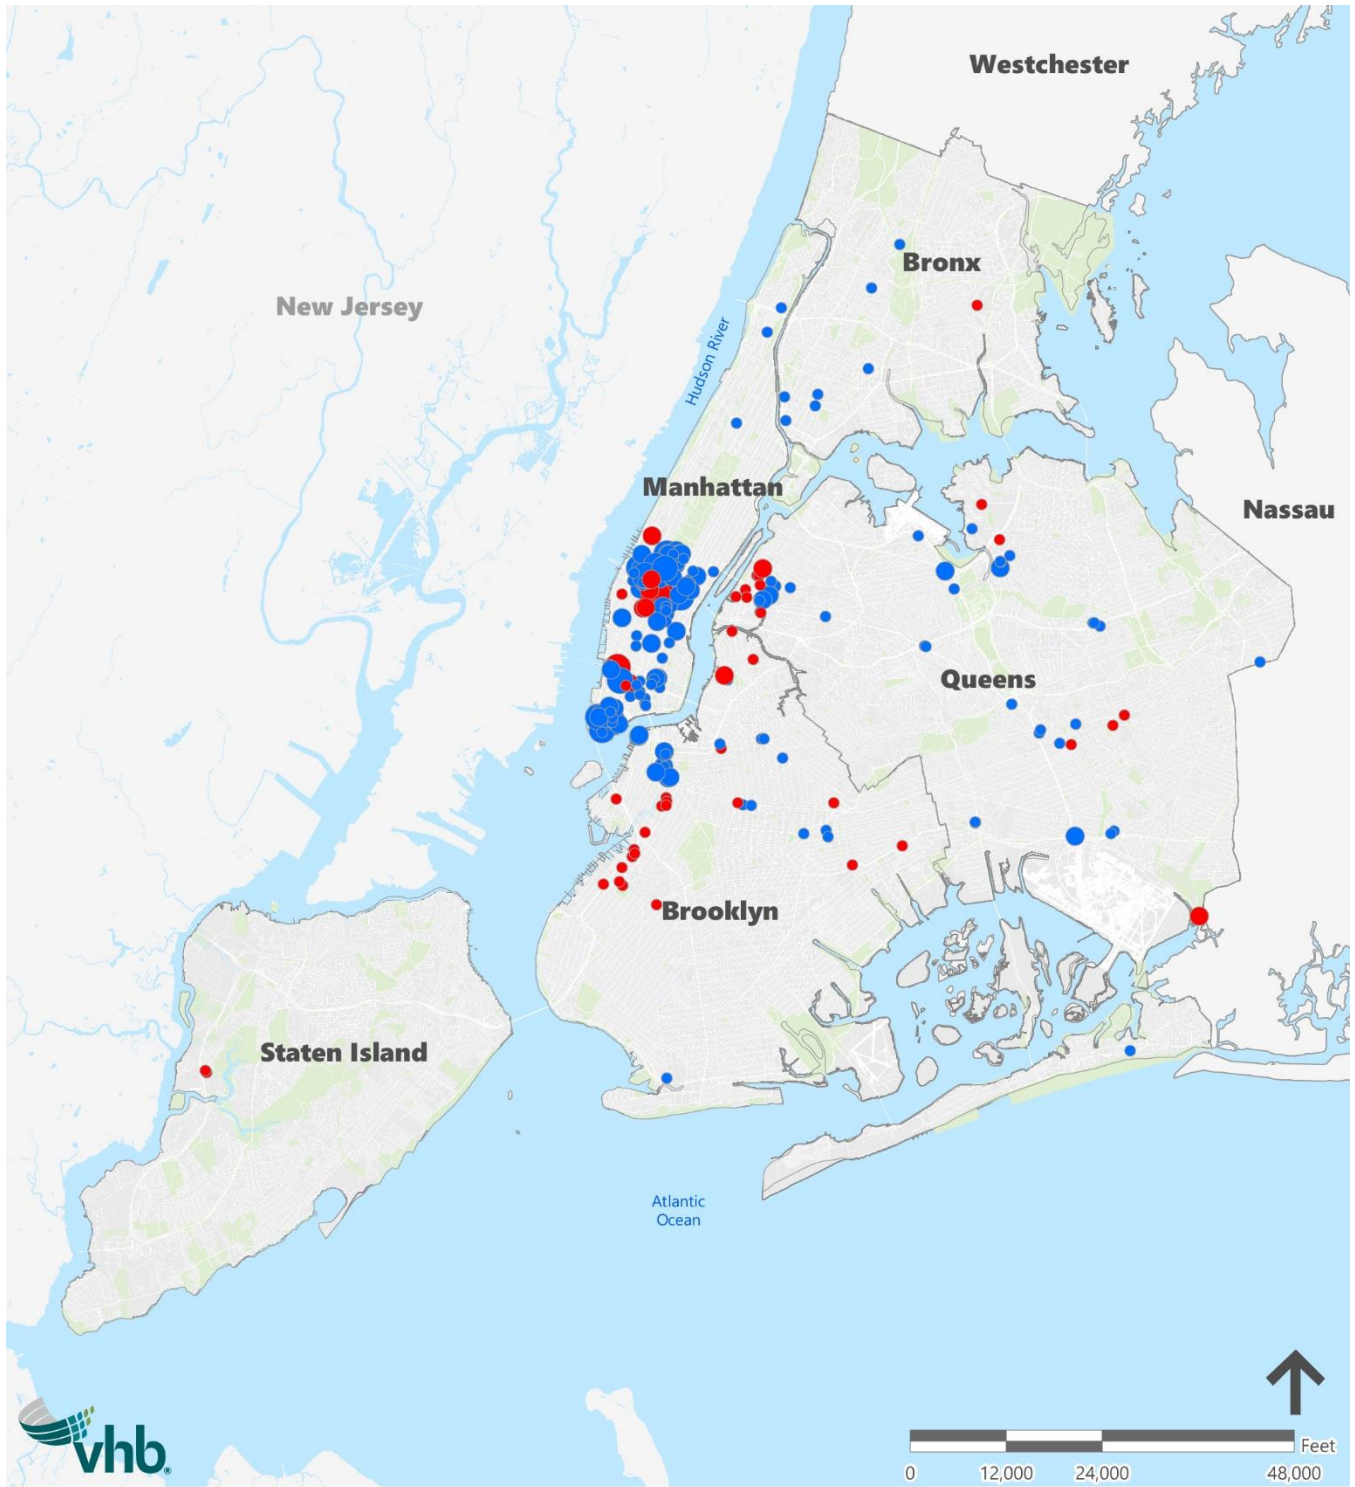 Westchester
Bronx
New Jersey
Hudson River
Manhattan
Nassau
Queens
Brooklyn
Staten Island
Atlantic
Ocean
vhb®
Feet
0 12,000 24,000 48,000